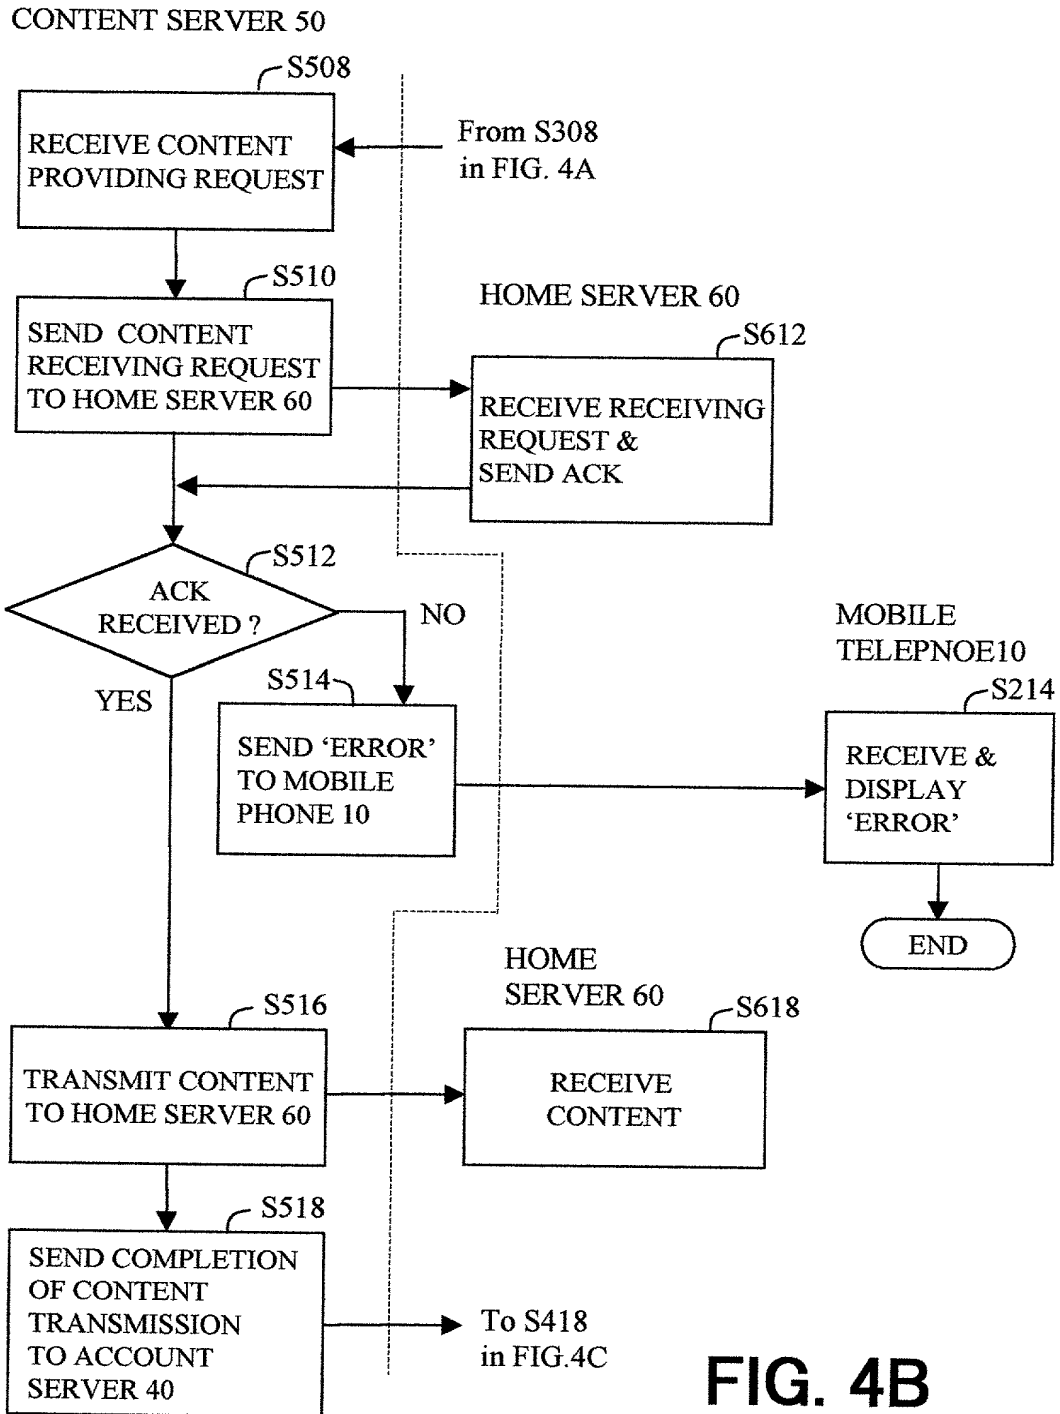 CONTENT SERVER 50
S508
RECEIVE CONTENT
PROVIDING REQUEST
From S308
in FIG. 4A
S510
SEND CONTENT
RECEIVING REQUEST
TO HOME SERVER 60
HOME SERVER 60
S612
RECEIVE RECEIVING
REQUEST &
SEND ACK
S512
ACK
RECEIVED ?
NO
YES
S514
SEND ‘ERROR’
TO MOBILE
PHONE 10
MOBILE
TELEPNOE10
S214
RECEIVE &
DISPLAY
‘ERROR’
END
S516
TRANSMIT CONTENT
TO HOME SERVER 60
HOME
SERVER 60
S618
RECEIVE
CONTENT
S518
SEND COMPLETION
OF CONTENT
TRANSMISSION
TO ACCOUNT
SERVER 40
To S418
in FIG.4C
FIG. 4B